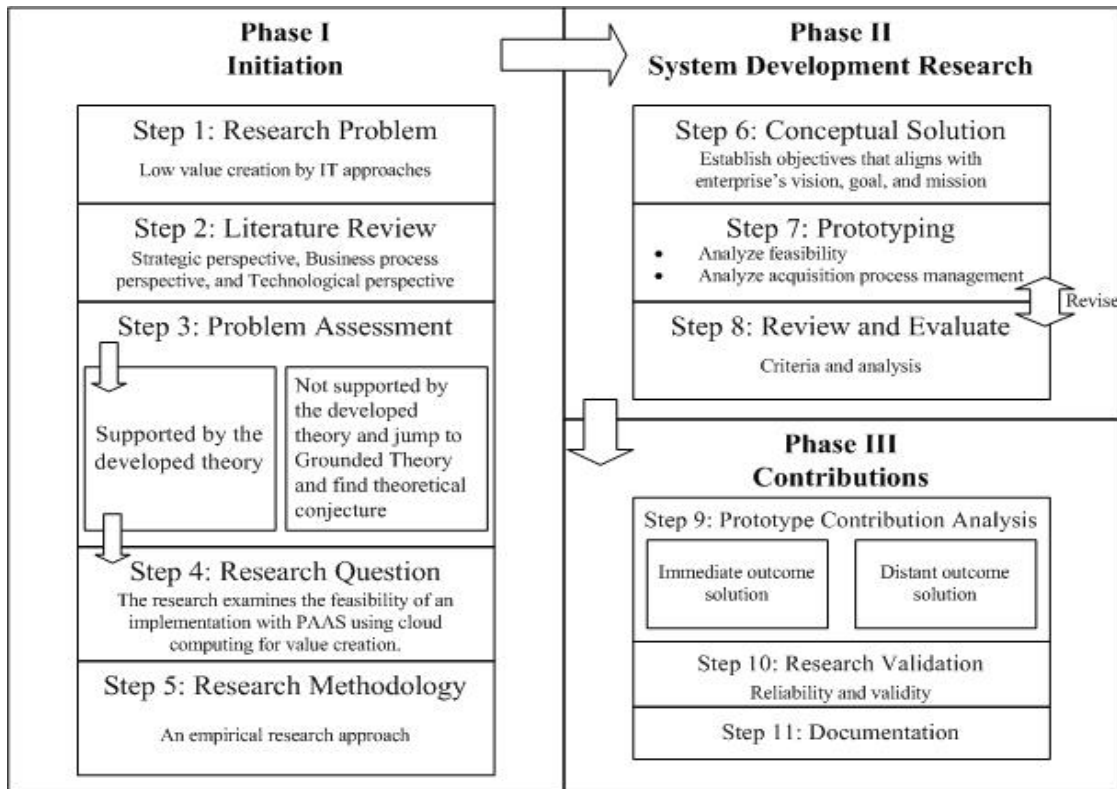 Phase I
Initiation
Step 1: Research Problem
Low value creation by IT approaches
Step 2: Literature Review
Strategic perspective, Business process
perspective, and Technological perspective
Step 3: Problem Assessment
Supported by the
developed theory
Not supported by
the developed
theory and jump to
Grounded Theory
and find theoretical
conjecture
Step 4: Research Question
The research examines the feasibility of an
implementation with PAAS using cloud
computing for value creation.
Step 5: Research Methodology
An empirical research approach
Phase II
System Development Research
Step 6: Conceptual Solution
Establish objectives that aligns with
enterprise's vision, goal, and mission
Step 7: Prototyping
• Analyze feasibility
• Analyze acquisition process management
Revise
Step 8: Review and Evaluate
Criteria and analysis
Phase III
Contributions
Step 9: Prototype Contribution Analysis
Immediate outcome
solution
Distant outcome
solution
Step 10: Research Validation
Reliability and validity
Step 11: Documentation